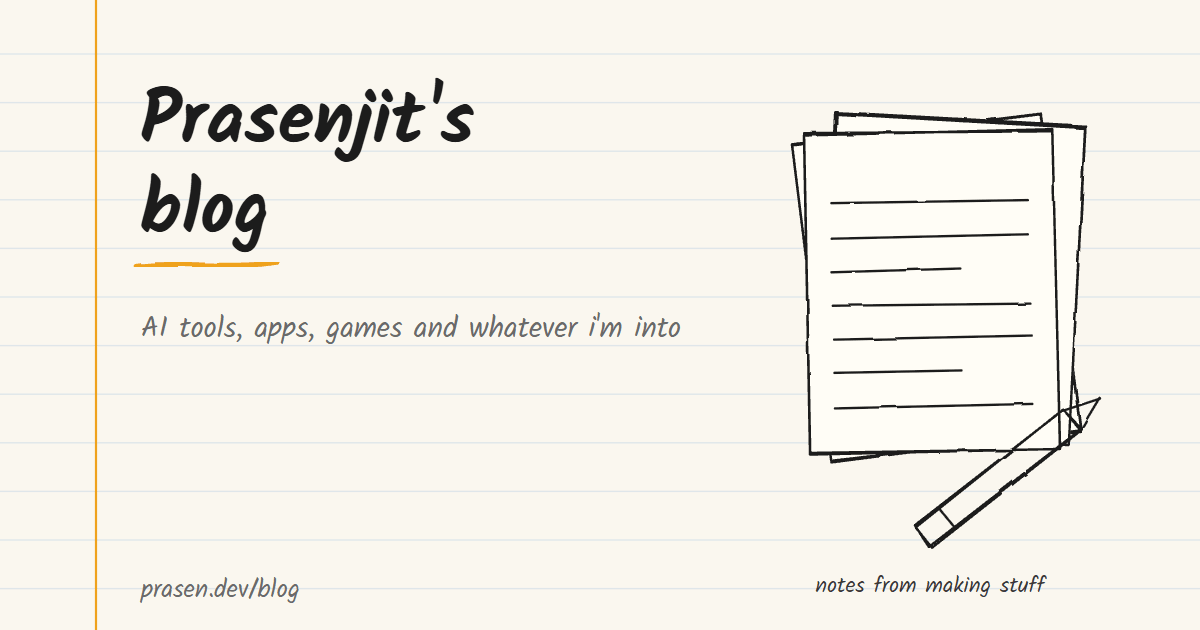 Prasenjit's
blog
AI tools, apps, games and whatever i'm into
prasen.dev/blog
notes from making stuff